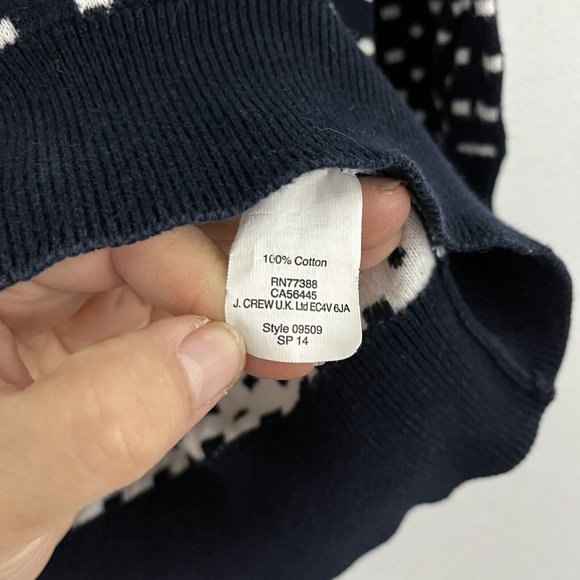 100% Cotton
RN77388
CA56445
J. CREW U.K. Ltd EC4V 6JA
Style 09509
SP 14